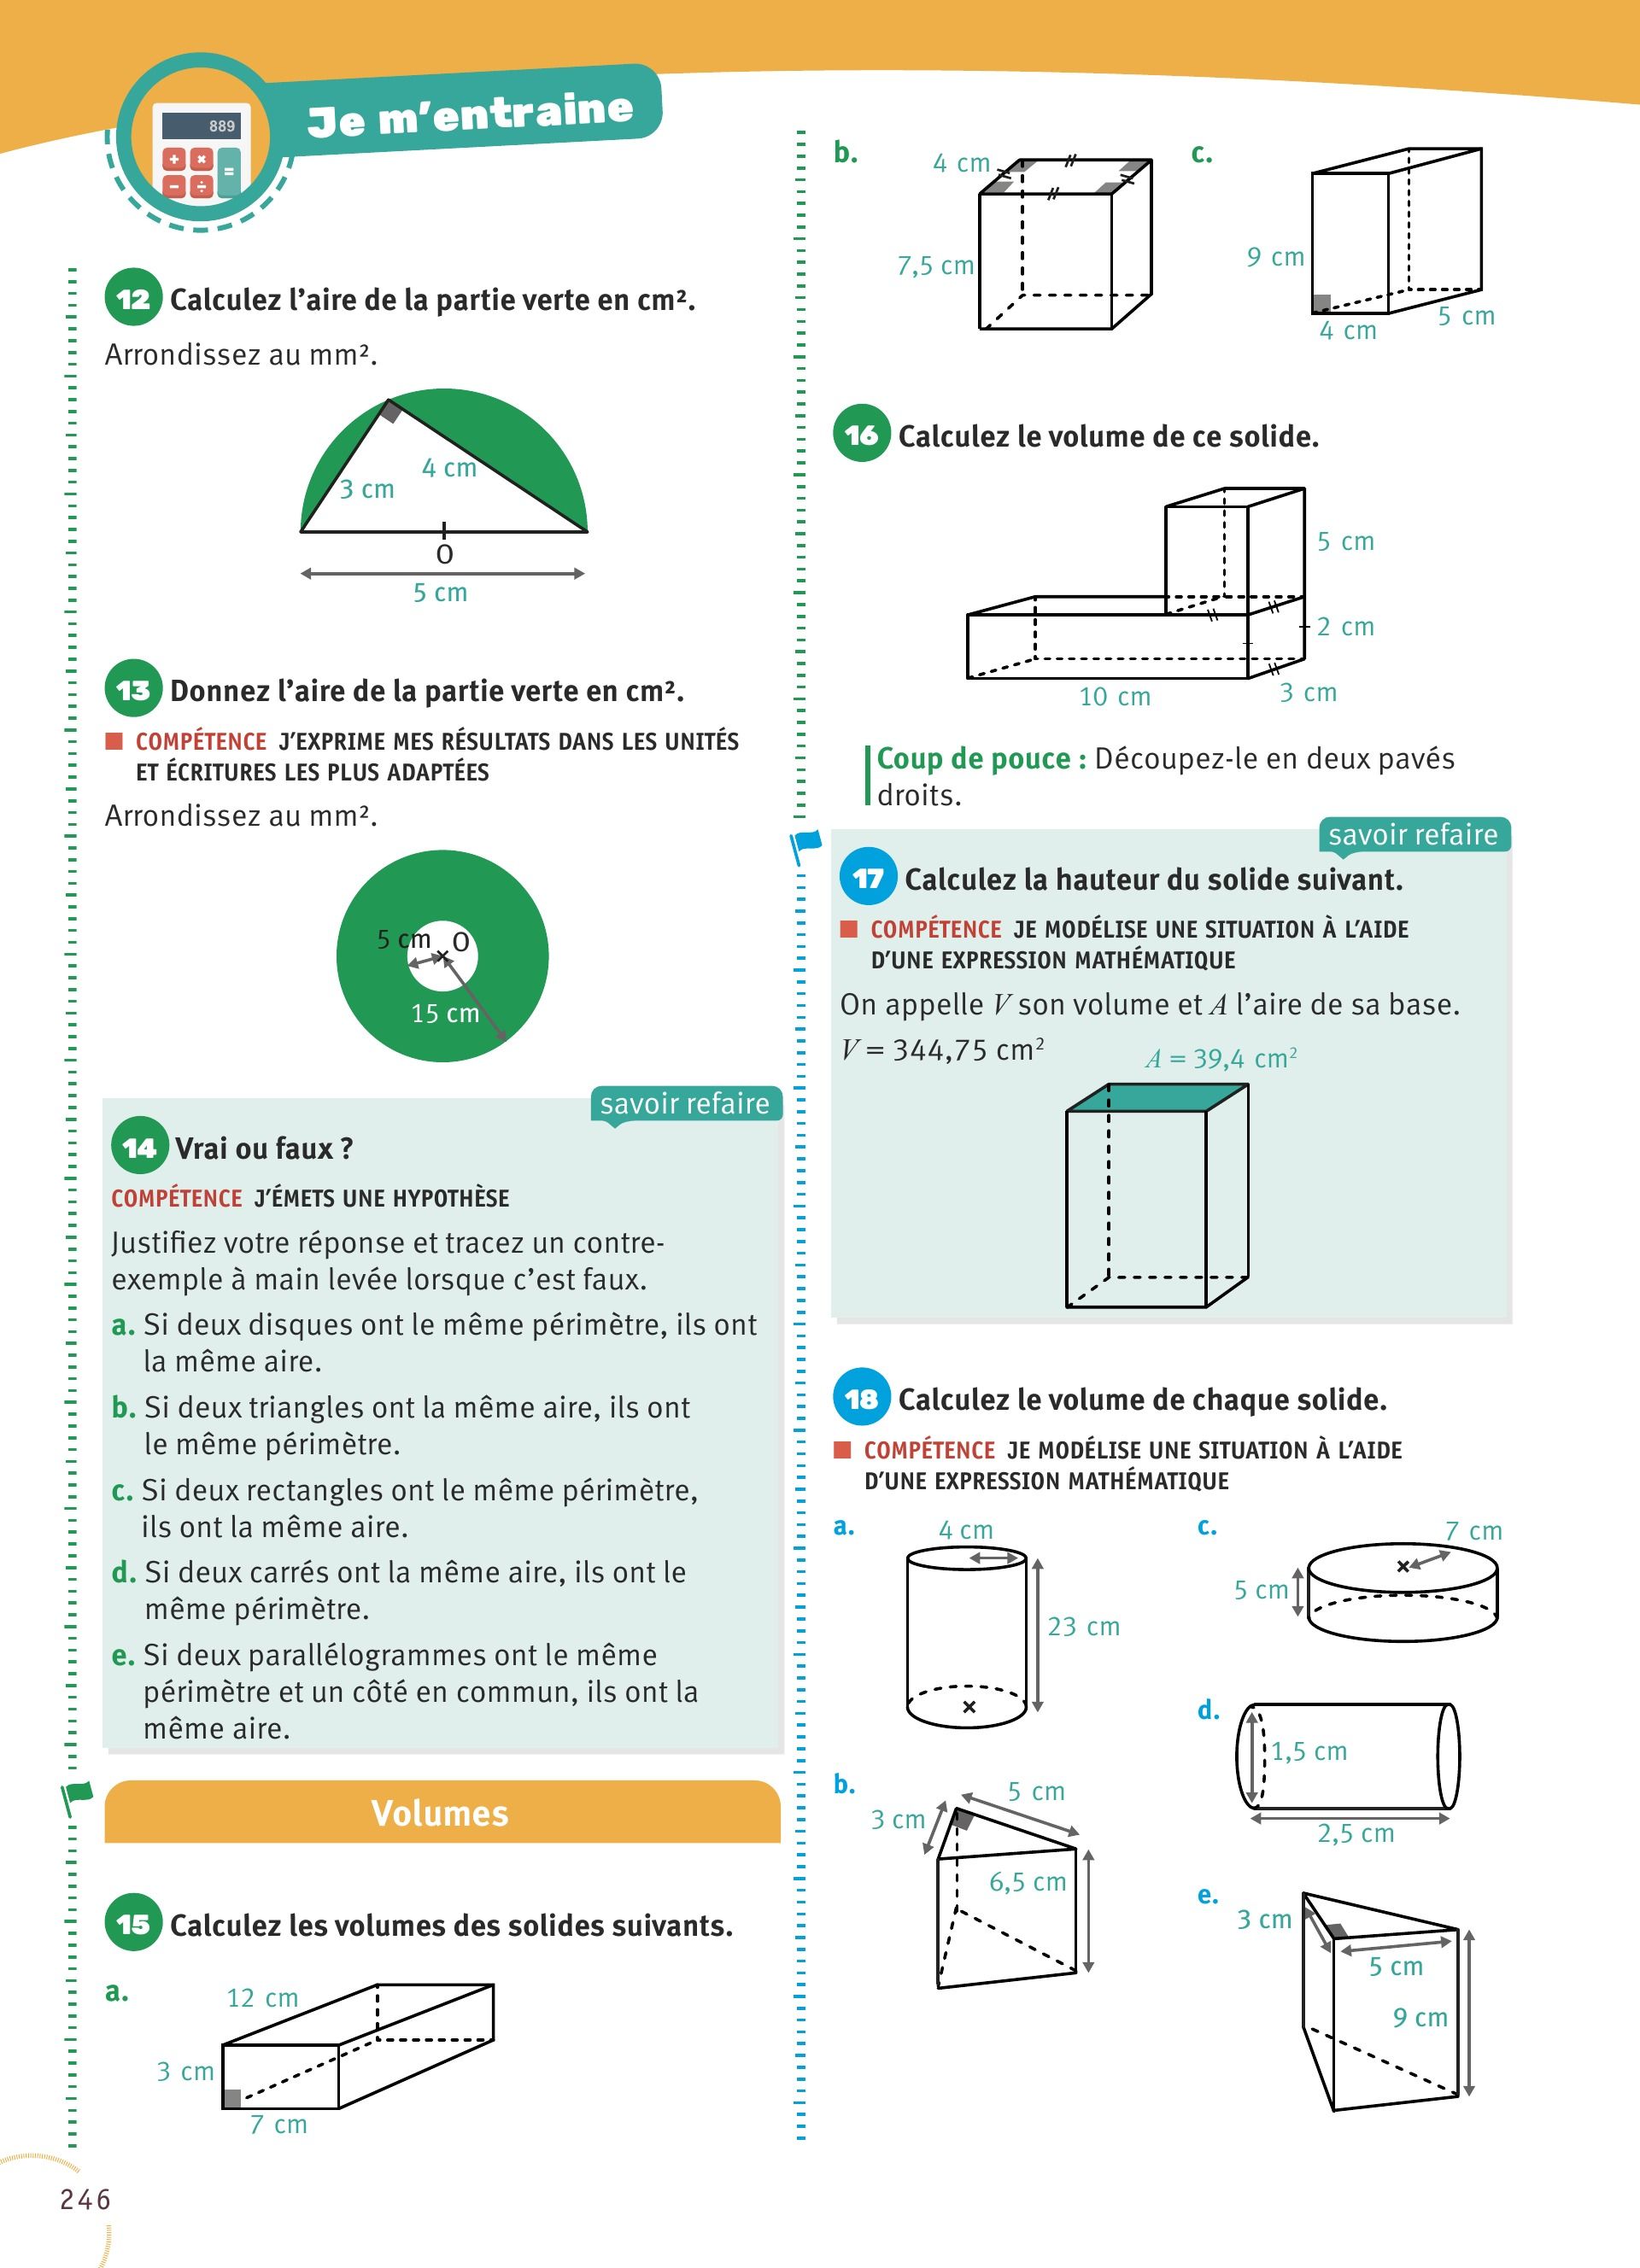 889
Je m'entraine
12 Calculez l'aire de la partie verte en cm².
Arrondissez au mm².
4 cm
3 cm
O
5 cm
13 Donnez l'aire de la partie verte en cm².
COMPÉTENCE J'EXPRIME MES RÉSULTATS DANS LES UNITÉS
ET ÉCRITURES LES PLUS ADAPTÉES
Arrondissez au mm².
5 cm O
15 cm
savoir refaire
14 Vrai ou faux ?
COMPÉTENCE J'ÉMETS UNE HYPOTHÈSE
Justifiez votre réponse et tracez un contre-
exemple à main levée lorsque c'est faux.
a. Si deux disques ont le même périmètre, ils ont
la même aire.
b. Si deux triangles ont la même aire, ils ont
le même périmètre.
c. Si deux rectangles ont le même périmètre,
ils ont la même aire.
d. Si deux carrés ont la même aire, ils ont le
même périmètre.
e. Si deux parallélogrammes ont le même
périmètre et un côté en commun, ils ont la
même aire.
Volumes
15 Calculez les volumes des solides suivants.
a.
12 cm
3 cm
7 cm
b.
4 cm
7,5 cm
c.
9 cm
4 cm
5 cm
16 Calculez le volume de ce solide.
5 cm
2 cm
10 cm
3 cm
Coup de pouce : Découpez-le en deux pavés
droits.
savoir refaire
17 Calculez la hauteur du solide suivant.
COMPÉTENCE JE MODÉLISE UNE SITUATION À L'AIDE
D'UNE EXPRESSION MATHÉMATIQUE
On appelle V son volume et A l'aire de sa base.
V = 344,75 cm²
A = 39,4 cm²
18 Calculez le volume de chaque solide.
COMPÉTENCE JE MODÉLISE UNE SITUATION À L'AIDE
D'UNE EXPRESSION MATHÉMATIQUE
a.
4 cm
23 cm
b.
5 cm
3 cm
6,5 cm
c.
7 cm
5 cm
d.
1,5 cm
2,5 cm
e.
3 cm
5 cm
9 cm
246